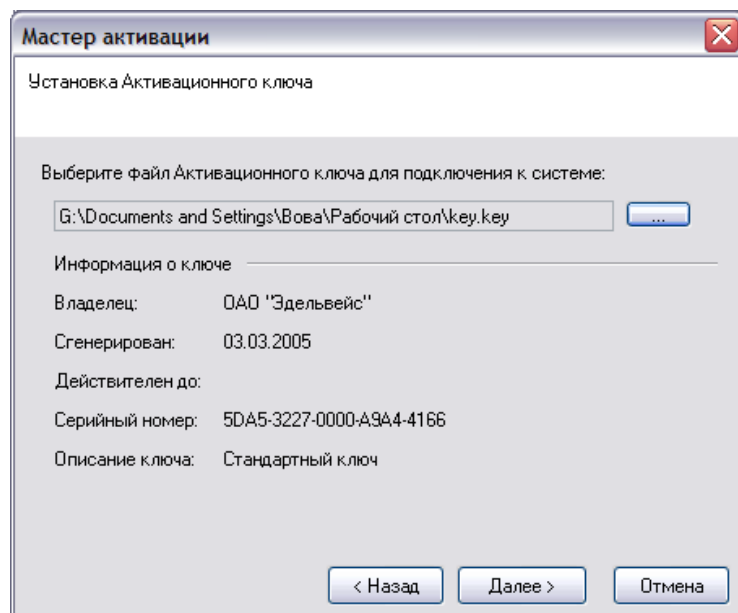 Мастер активации
Установка Активационного ключа
Выберите файл Активационного ключа для подключения к системе:
G:\Documents and Settings\Вова\Рабочий стол\key.key
...
Информация о ключе
Владелец: ОАО "Эдельвейс"
Сгенерирован: 03.03.2005
Действителен до:
Серийный номер: 5DA5-3227-0000-A9A4-4166
Описание ключа: Стандартный ключ
< Назад Далее > Отмена